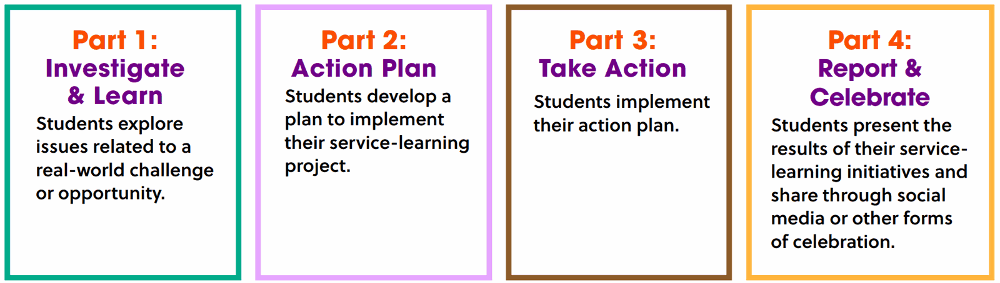 Part 1:
Investigate
& Learn
Students explore
issues related to a
real-world challenge
or opportunity.
Part 2:
Action Plan
Students develop a
plan to implement
their service-learning
project.
Part 3:
Take Action
Students implement
their action plan.
Part 4:
Report &
Celebrate
Students present the
results of their service-
learning initiatives and
share through social
media or other forms
of celebration.